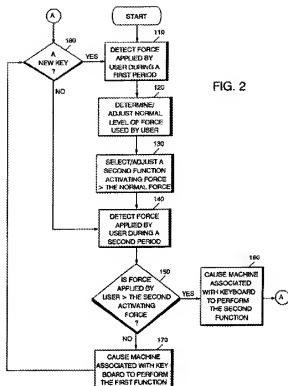 A
START
180
A
NEW KEY
?
YES
NO
110
DETECT FORCE
APPLIED BY
USER DURING A
FIRST PERIOD
FIG. 2
120
DETERMINE/
ADJUST NORMAL
LEVEL OF FORCE
USED BY USER
130
SELECT/ADJUST A
SECOND FUNCTION
ACTIVATING FORCE
> THE NORMAL FORCE
140
DETECT FORCE
APPLIED BY
USER DURING A
SECOND PERIOD
150
IS FORCE
APPLIED BY
USER > THE SECOND
ACTIVATING
FORCE
?
YES
NO
160
CAUSE MACHINE
ASSOCIATED
WITH KEYBOARD
TO PERFORM
THE SECOND
FUNCTION
A
170
CAUSE MACHINE
ASSOCIATED WITH KEY
BOARD TO PERFORM
THE FIRST FUNCTION